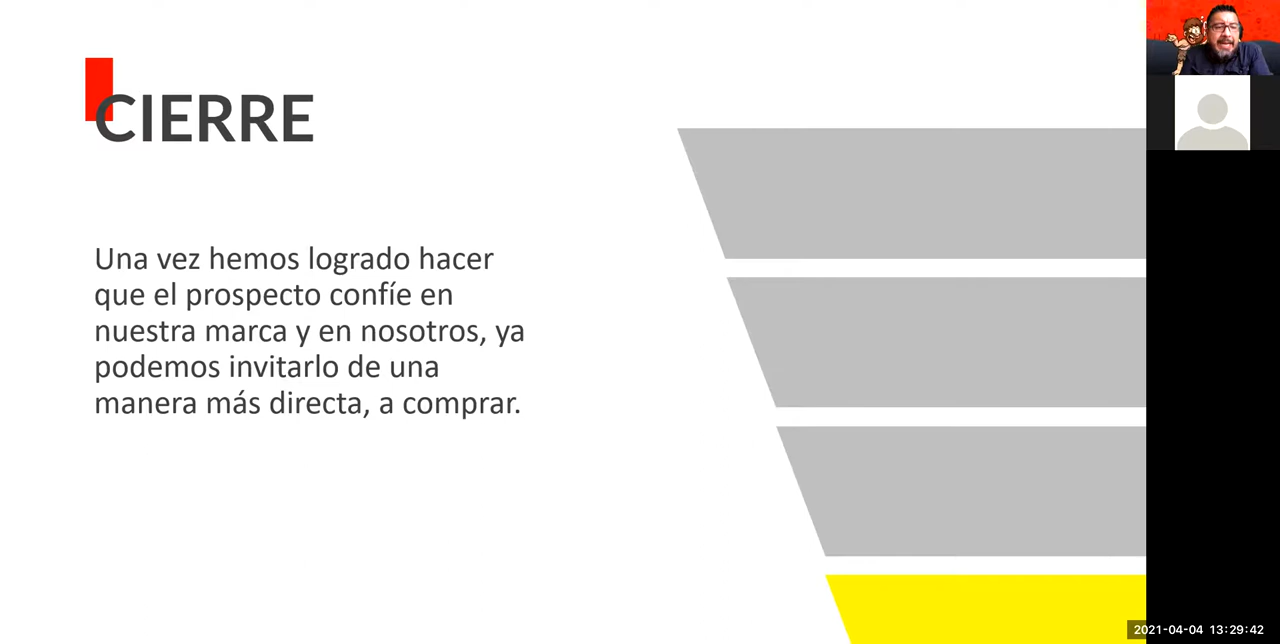 CIERRE
Una vez hemos logrado hacer
que el prospecto confíe en
nuestra marca y en nosotros, ya
podemos invitarlo de una
manera más directa, a comprar.
2021-04-04 13:29:42